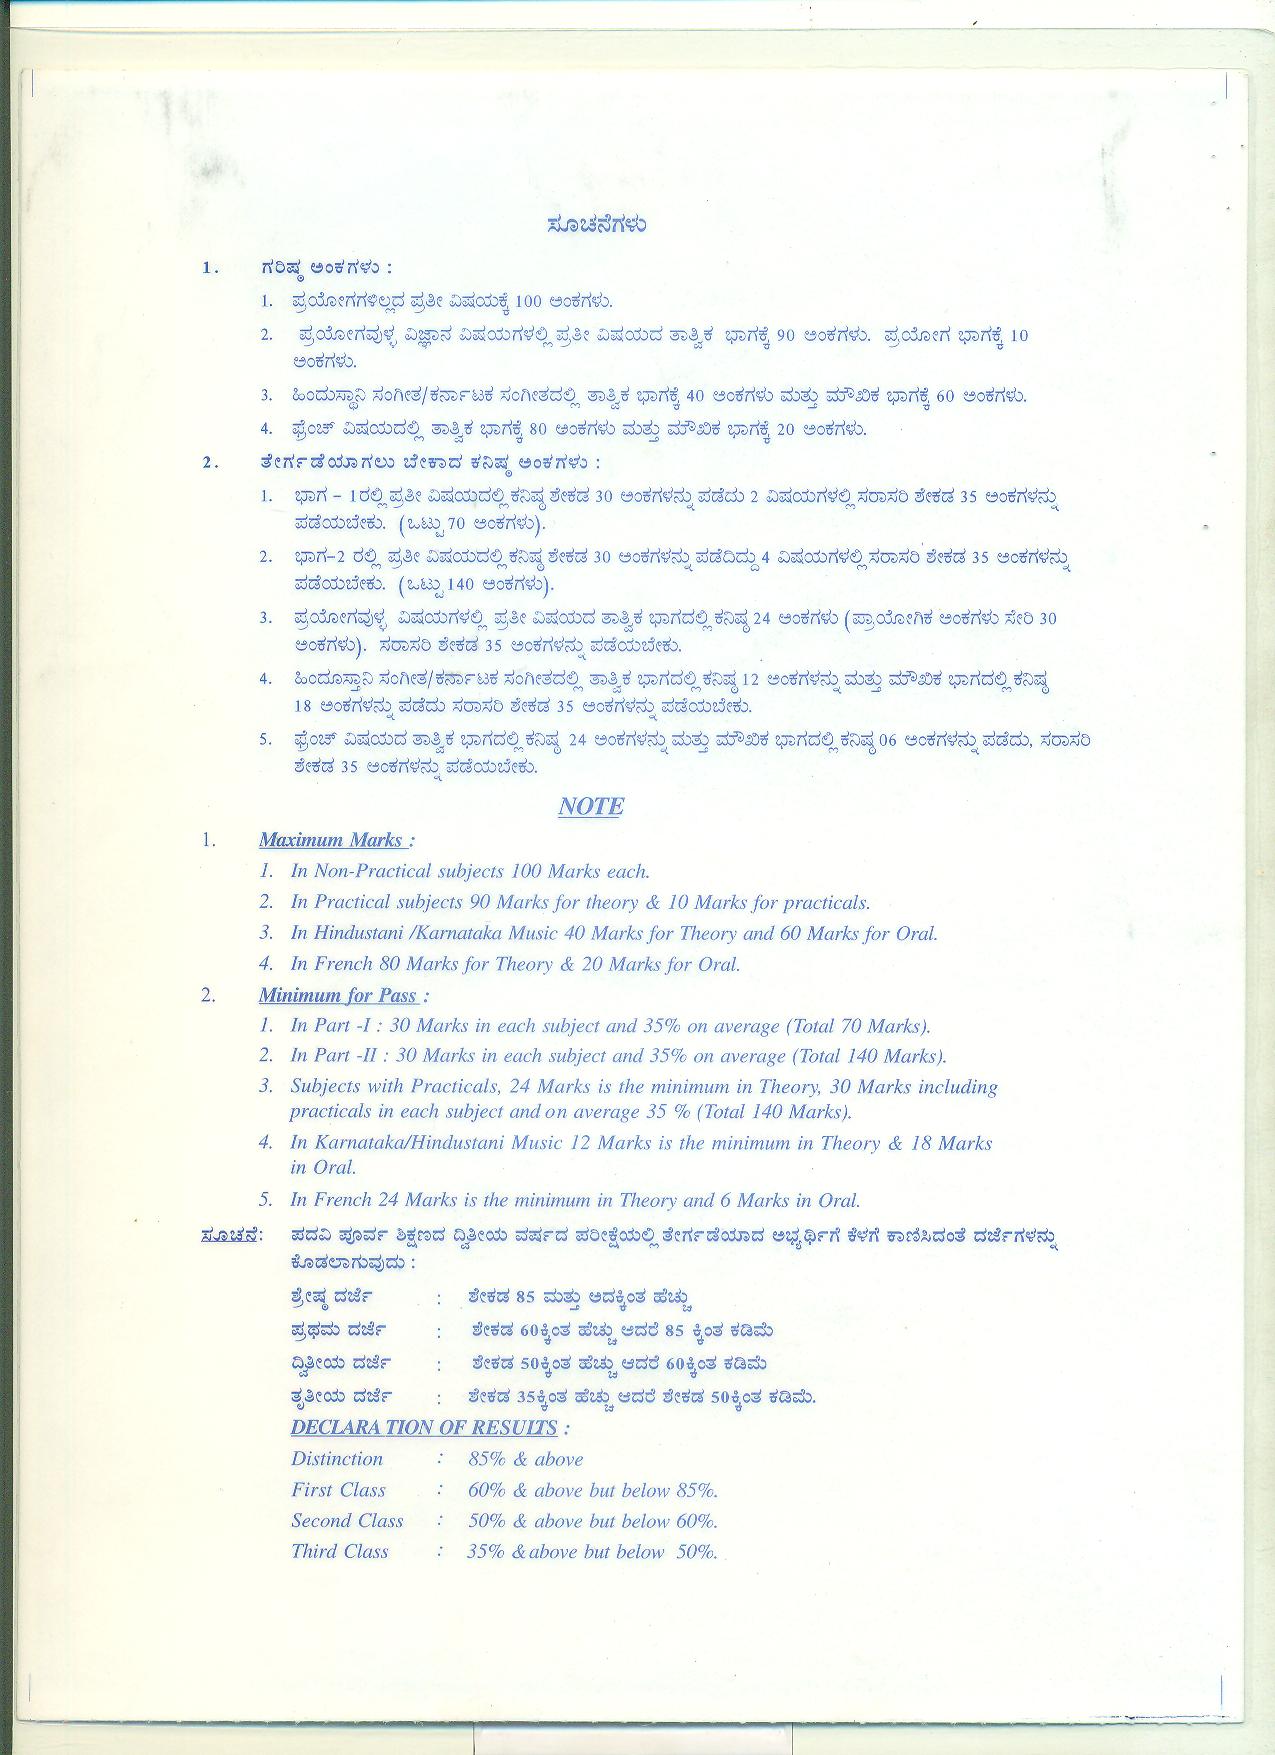 ಸೂಚನೆಗಳು
1. ಗರಿಷ್ಠ ಅಂಕಗಳು :
1. ಪ್ರಯೋಗಗಳಿಲ್ಲದ ಪ್ರತೀ ವಿಷಯಕ್ಕೆ 100 ಅಂಕಗಳು.
2. ಪ್ರಯೋಗವುಳ್ಳ ವಿಜ್ಞಾನ ವಿಷಯಗಳಲ್ಲಿ ಪ್ರತೀ ವಿಷಯದ ತಾತ್ವಿಕ ಭಾಗಕ್ಕೆ 90 ಅಂಕಗಳು. ಪ್ರಯೋಗ ಭಾಗಕ್ಕೆ 10
ಅಂಕಗಳು.
3. ಹಿಂದುಸ್ಥಾನಿ ಸಂಗೀತ/ಕರ್ನಾಟಕ ಸಂಗೀತದಲ್ಲಿ ತಾತ್ವಿಕ ಭಾಗಕ್ಕೆ 40 ಅಂಕಗಳು ಮತ್ತು ಮೌಖಿಕ ಭಾಗಕ್ಕೆ 60 ಅಂಕಗಳು.
4. ಫ್ರೆಂಚ್ ವಿಷಯದಲ್ಲಿ ತಾತ್ವಿಕ ಭಾಗಕ್ಕೆ 80 ಅಂಕಗಳು ಮತ್ತು ಮೌಖಿಕ ಭಾಗಕ್ಕೆ 20 ಅಂಕಗಳು.
2. ತೇರ್ಗಡೆಯಾಗಲು ಬೇಕಾದ ಕನಿಷ್ಠ ಅಂಕಗಳು :
1. ಭಾಗ – 1ರಲ್ಲಿ ಪ್ರತೀ ವಿಷಯದಲ್ಲಿ ಕನಿಷ್ಠ ಶೇಕಡ 30 ಅಂಕಗಳನ್ನು ಪಡೆದು 2 ವಿಷಯಗಳಲ್ಲಿ ಸರಾಸರಿ ಶೇಕಡ 35 ಅಂಕಗಳನ್ನು
ಪಡೆಯಬೇಕು. (ಒಟ್ಟು 70 ಅಂಕಗಳು).
2. ಭಾಗ-2 ರಲ್ಲಿ ಪ್ರತೀ ವಿಷಯದಲ್ಲಿ ಕನಿಷ್ಠ ಶೇಕಡ 30 ಅಂಕಗಳನ್ನು ಪಡೆದಿದ್ದು 4 ವಿಷಯಗಳಲ್ಲಿ ಸರಾಸರಿ ಶೇಕಡ 35 ಅಂಕಗಳನ್ನು
ಪಡೆಯಬೇಕು. (ಒಟ್ಟು 140 ಅಂಕಗಳು).
3. ಪ್ರಯೋಗವುಳ್ಳ ವಿಷಯಗಳಲ್ಲಿ ಪ್ರತೀ ವಿಷಯದ ತಾತ್ವಿಕ ಭಾಗದಲ್ಲಿ ಕನಿಷ್ಠ 24 ಅಂಕಗಳು (ಪ್ರಾಯೋಗಿಕ ಅಂಕಗಳು ಸೇರಿ 30
ಅಂಕಗಳು). ಸರಾಸರಿ ಶೇಕಡ 35 ಅಂಕಗಳನ್ನು ಪಡೆಯಬೇಕು.
4. ಹಿಂದೂಸ್ತಾನಿ ಸಂಗೀತ/ಕರ್ನಾಟಕ ಸಂಗೀತದಲ್ಲಿ ತಾತ್ವಿಕ ಭಾಗದಲ್ಲಿ ಕನಿಷ್ಠ 12 ಅಂಕಗಳನ್ನು ಮತ್ತು ಮೌಖಿಕ ಭಾಗದಲ್ಲಿ ಕನಿಷ್ಠ
18 ಅಂಕಗಳನ್ನು ಪಡೆದು ಸರಾಸರಿ ಶೇಕಡ 35 ಅಂಕಗಳನ್ನು ಪಡೆಯಬೇಕು.
5. ಫ್ರೆಂಚ್ ವಿಷಯದ ತಾತ್ವಿಕ ಭಾಗದಲ್ಲಿ ಕನಿಷ್ಠ 24 ಅಂಕಗಳನ್ನು ಮತ್ತು ಮೌಖಿಕ ಭಾಗದಲ್ಲಿ ಕನಿಷ್ಠ 06 ಅಂಕಗಳನ್ನು ಪಡೆದು, ಸರಾಸರಿ
ಶೇಕಡ 35 ಅಂಕಗಳನ್ನು ಪಡೆಯಬೇಕು.
NOTE
1. Maximum Marks :
1. In Non-Practical subjects 100 Marks each.
2. In Practical subjects 90 Marks for theory & 10 Marks for practicals.
3. In Hindustani /Karnataka Music 40 Marks for Theory and 60 Marks for Oral.
4. In French 80 Marks for Theory & 20 Marks for Oral.
2. Minimum for Pass :
1. In Part -I : 30 Marks in each subject and 35% on average (Total 70 Marks).
2. In Part -II : 30 Marks in each subject and 35% on average (Total 140 Marks).
3. Subjects with Practicals, 24 Marks is the minimum in Theory, 30 Marks including
practicals in each subject and on average 35 % (Total 140 Marks).
4. In Karnataka/Hindustani Music 12 Marks is the minimum in Theory & 18 Marks
in Oral.
5. In French 24 Marks is the minimum in Theory and 6 Marks in Oral.
ಸೂಚನೆ: ಪದವಿ ಪೂರ್ವ ಶಿಕ್ಷಣದ ದ್ವಿತೀಯ ವರ್ಷದ ಪರೀಕ್ಷೆಯಲ್ಲಿ ತೇರ್ಗಡೆಯಾದ ಅಭ್ಯರ್ಥಿಗೆ ಕೆಳಗೆ ಕಾಣಿಸಿದಂತೆ ದರ್ಜೆಗಳನ್ನು
ಕೊಡಲಾಗುವುದು :
ಶ್ರೇಷ್ಠ ದರ್ಜೆ : ಶೇಕಡ 85 ಮತ್ತು ಅದಕ್ಕಿಂತ ಹೆಚ್ಚು
ಪ್ರಥಮ ದರ್ಜೆ : ಶೇಕಡ 60ಕ್ಕಿಂತ ಹೆಚ್ಚು ಆದರೆ 85 ಕ್ಕಿಂತ ಕಡಿಮೆ
ದ್ವಿತೀಯ ದರ್ಜೆ : ಶೇಕಡ 50ಕ್ಕಿಂತ ಹೆಚ್ಚು ಆದರೆ 60ಕ್ಕಿಂತ ಕಡಿಮೆ
ತೃತೀಯ ದರ್ಜೆ : ಶೇಕಡ 35ಕ್ಕಿಂತ ಹೆಚ್ಚು ಆದರೆ ಶೇಕಡ 50ಕ್ಕಿಂತ ಕಡಿಮೆ.
DECLARA TION OF RESULTS :
Distinction : 85% & above
First Class : 60% & above but below 85%.
Second Class : 50% & above but below 60%.
Third Class : 35% & above but below 50%.